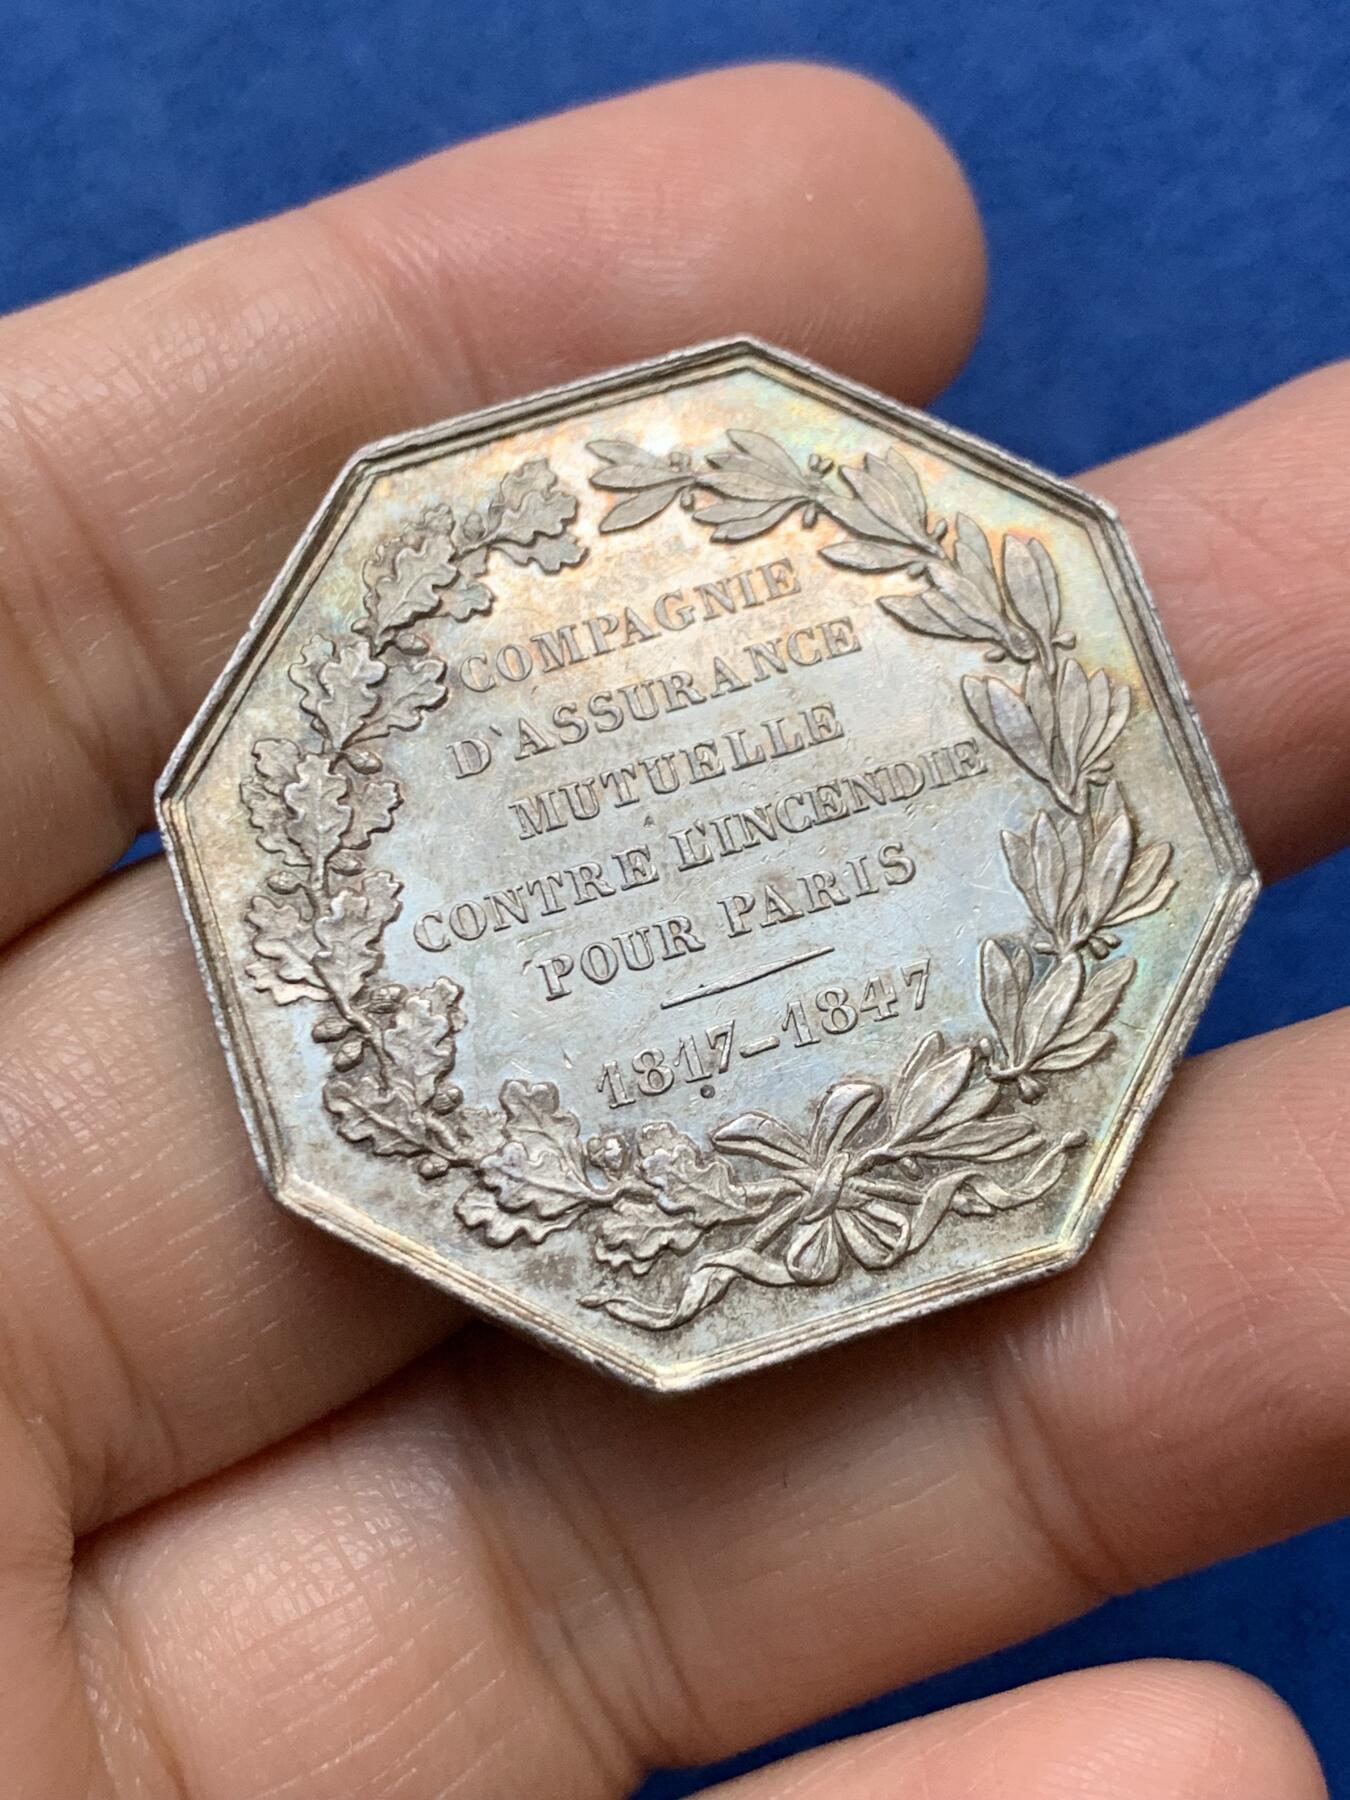 COMPAGNIE
D'ASSURANCE
MUTUELLE
CONTRE L'INCENDIE
POUR PARIS
1817-1847